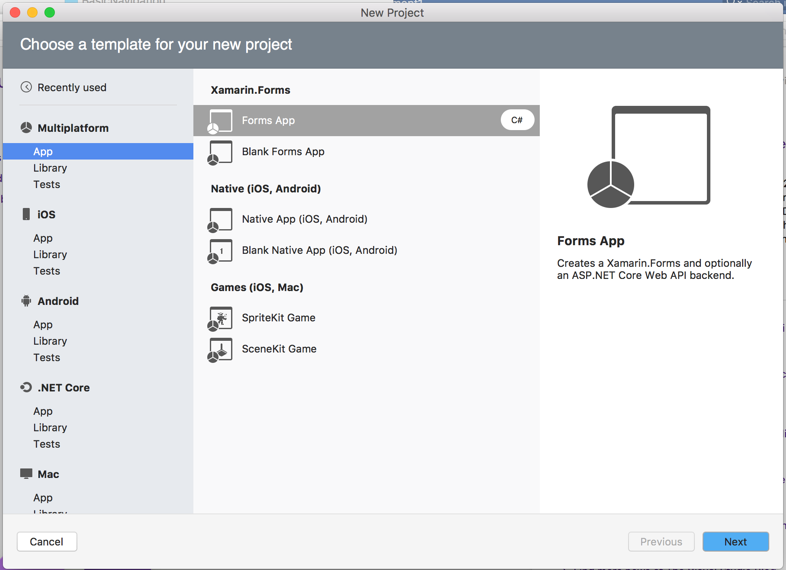 New Project
Choose a template for your new project
Recently used
Multiplatform
App
Library
Tests
iOS
App
Library
Tests
Android
App
Library
Tests
.NET Core
App
Library
Tests
Mac
App
Library
Xamarin.Forms
Forms App
C#
Blank Forms App
Native (iOS, Android)
Native App (iOS, Android)
1
Blank Native App (iOS, Android)
Games (iOS, Mac)
SpriteKit Game
SceneKit Game
Forms App
Creates a Xamarin.Forms and optionally
an ASP.NET Core Web API backend.
Cancel
Previous
Next